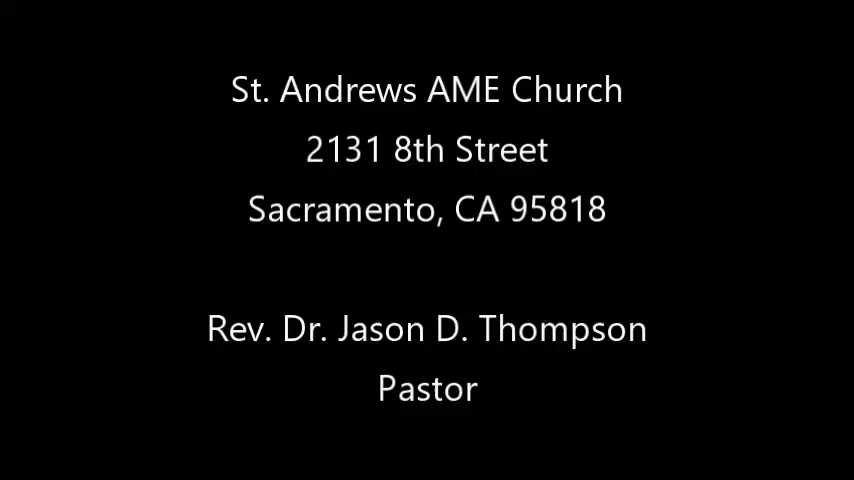 St. Andrews AME Church
2131 8th Street
Sacramento, CA 95818
Rev. Dr. Jason D. Thompson
Pastor